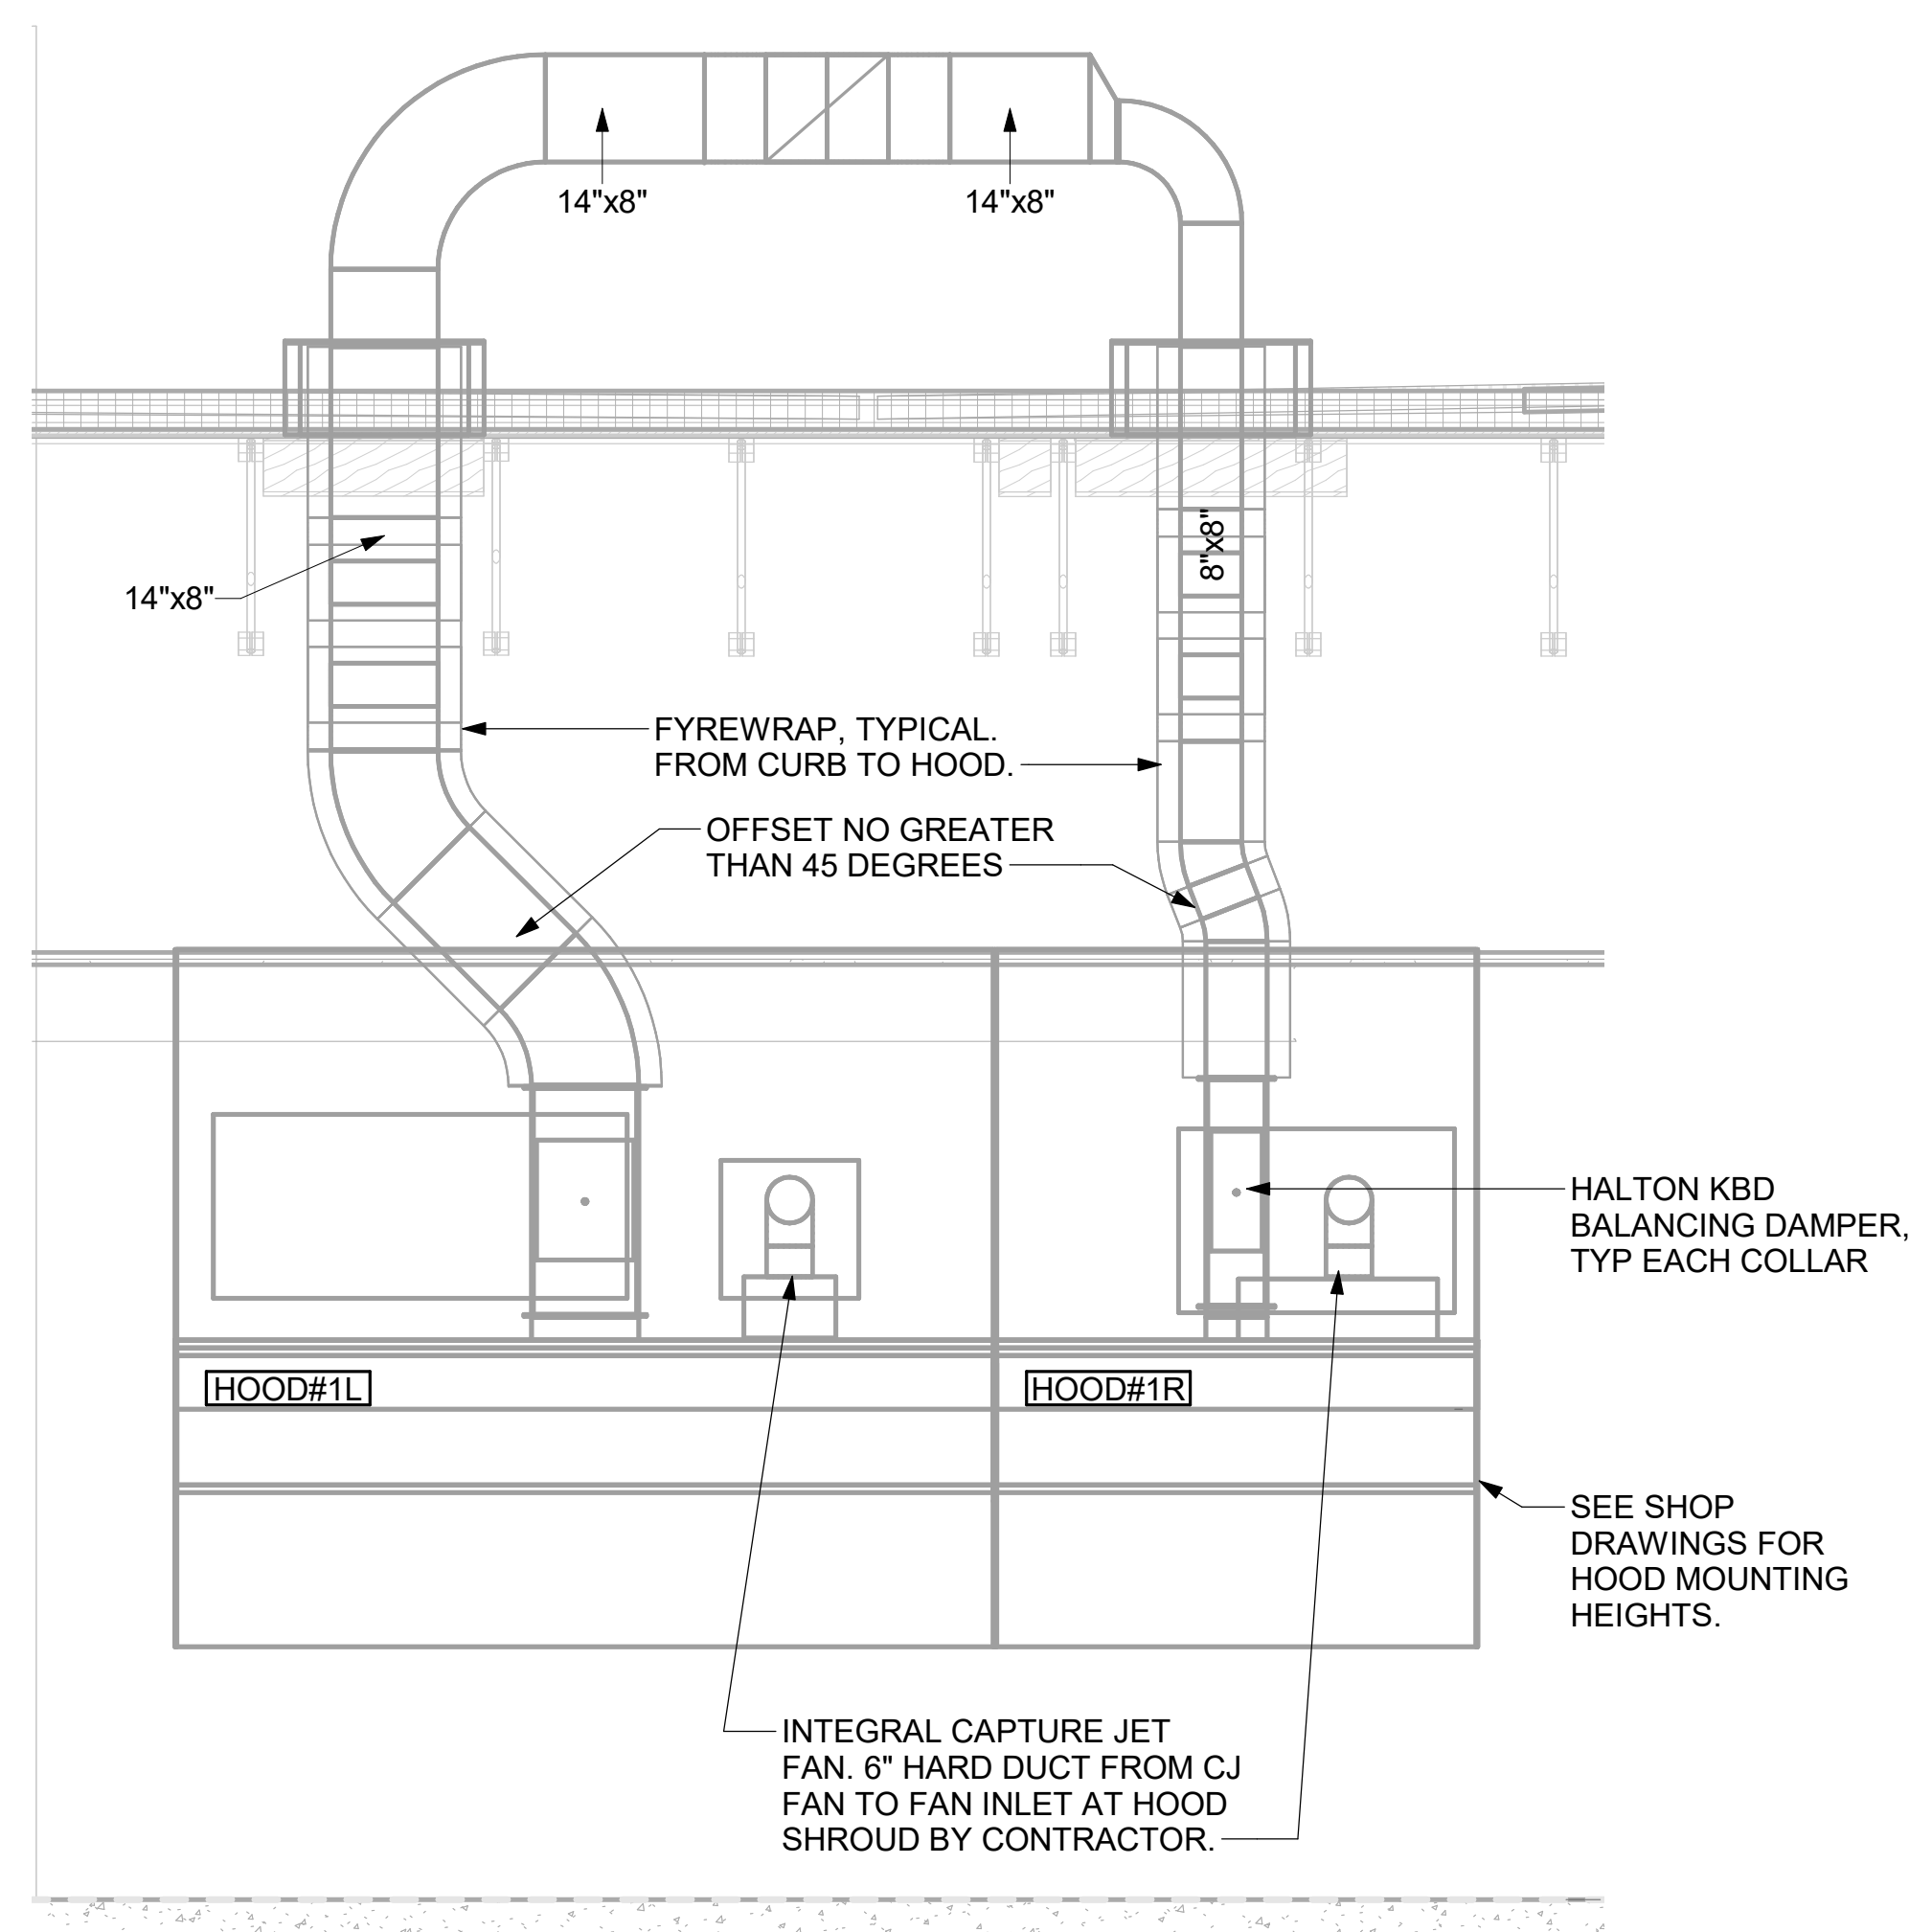 14"x8"
14"x8"
8"x8"
14"x8"
FYREWRAP, TYPICAL.
FROM CURB TO HOOD.
OFFSET NO GREATER
THAN 45 DEGREES
HALTON KBD
BALANCING DAMPER,
TYP EACH COLLAR
HOOD#1L
HOOD#1R
SEE SHOP
DRAWINGS FOR
HOOD MOUNTING
HEIGHTS.
INTEGRAL CAPTURE JET
FAN. 6" HARD DUCT FROM CJ
FAN TO FAN INLET AT HOOD
SHROUD BY CONTRACTOR.